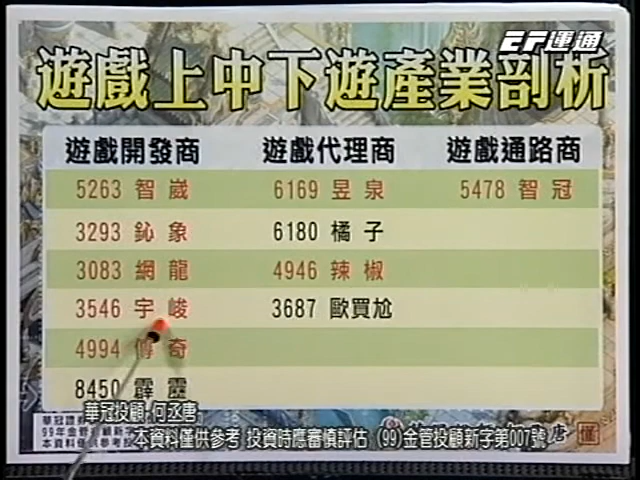 EF運通
遊戲上中下遊產業剖析
遊戲開發商 遊戲代理商 遊戲通路商
5263 智崴 6169 昱泉 5478 智冠
3293 鈊象 6180 橘子
3083 網龍 4946 辣椒
3546 宇峻 3687 歐買尬
4994 傳奇
8450 霹靂
華冠投顧 何丞唐
本資料僅供參考 投資時應審慎評估 (99)金管投顧新字第007號